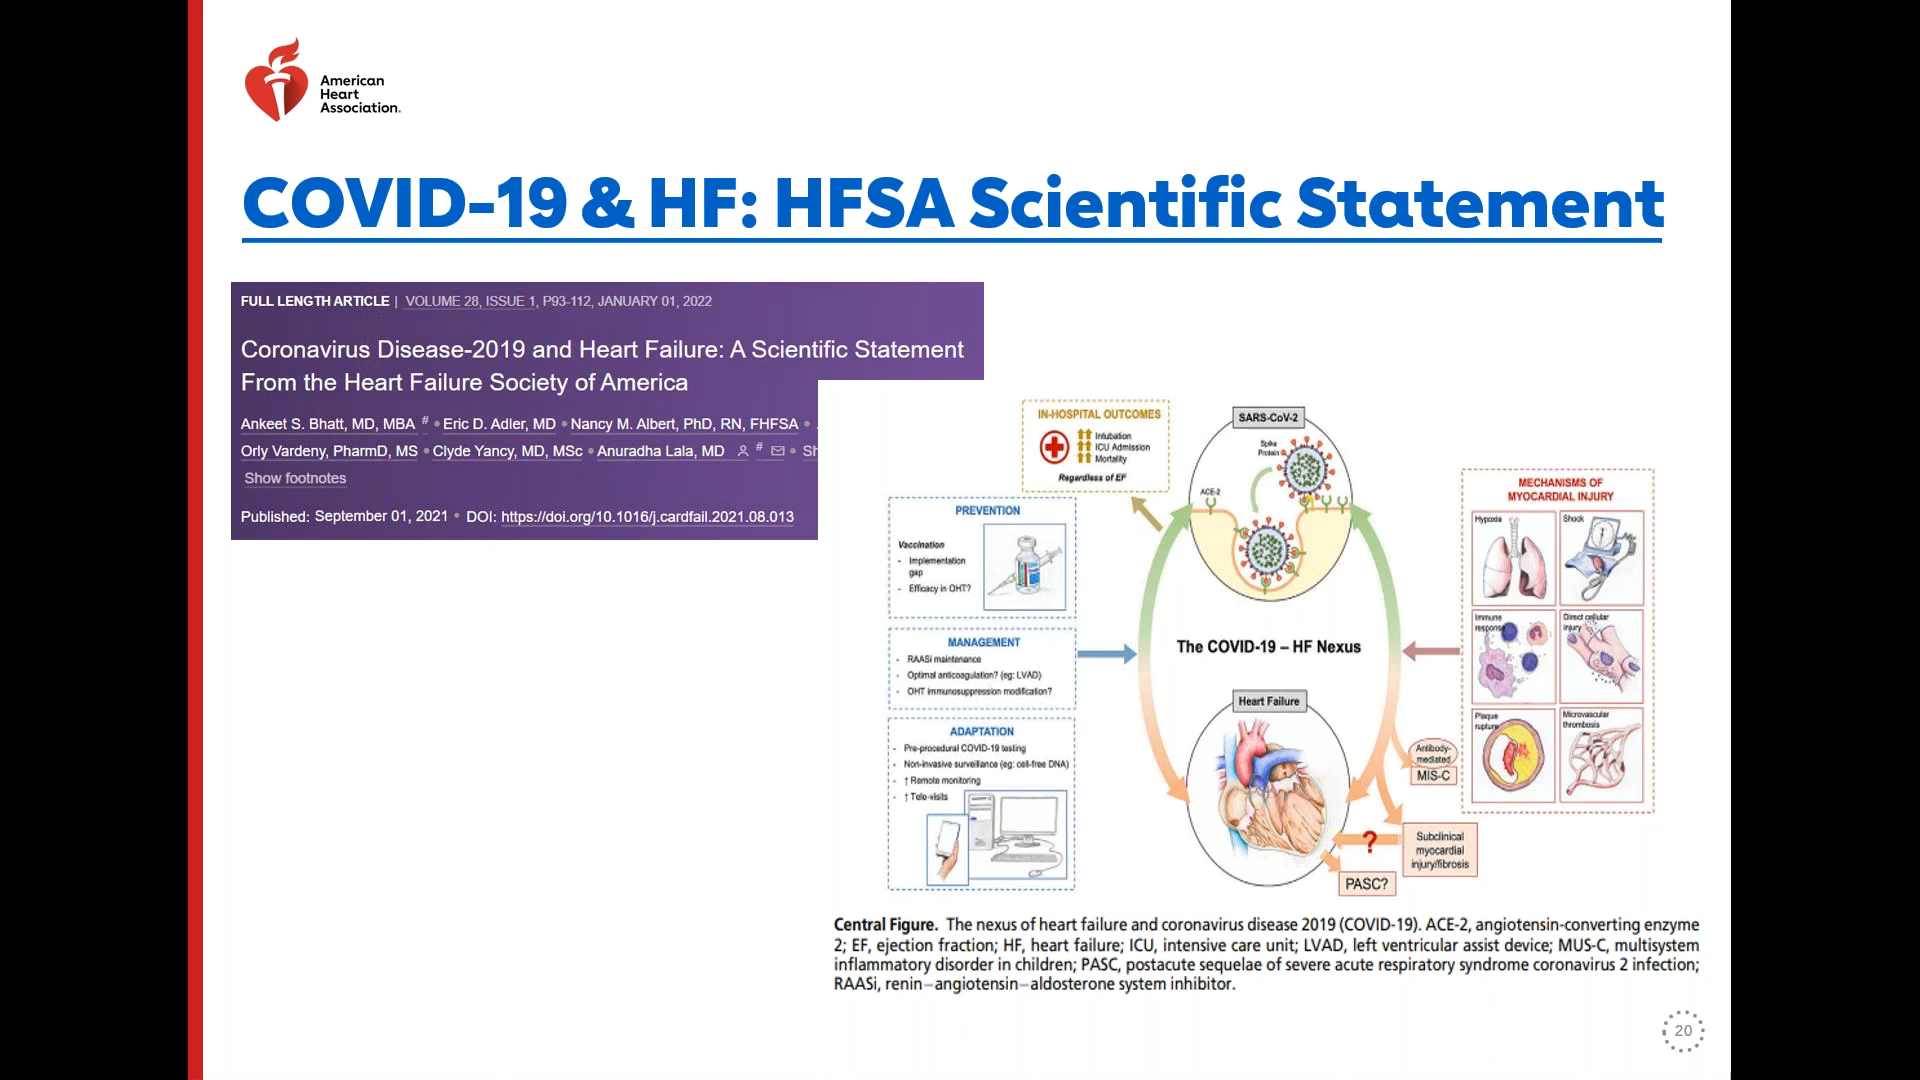 American
Heart
Association.
COVID-19 & HF: HFSA Scientific Statement
FULL LENGTH ARTICLE | VOLUME 28, ISSUE 1, P93-112, JANUARY 01, 2022
Coronavirus Disease-2019 and Heart Failure: A Scientific Statement
From the Heart Failure Society of America
Ankeet S. Bhatt, MD, MBA # • Eric D. Adler, MD • Nancy M. Albert, PhD, RN, FHFSA •
Orly Vardeny, PharmD, MS • Clyde Yancy, MD, MSc • Anuradha Lala, MD # •
Show footnotes
Published: September 01, 2021 • DOI: https://doi.org/10.1016/j.cardfail.2021.08.013
IN-HOSPITAL OUTCOMES
Intubation
ICU Admission
Mortality
Regardless of EF
SARS-CoV-2
Spike
Protein
ACE-2
PREVENTION
Vaccination
- Implementation
gap
- Efficacy in OHT?
MANAGEMENT
- RAASi maintenance
- Optimal anticoagulation? (eg: LVAD)
- OHT immunosuppression modification?
ADAPTATION
- Pre-procedural COVID-19 testing
- Non-invasive surveillance (eg: cell-free DNA)
- ↑ Remote monitoring
- ↑ Tele-visits
The COVID-19 – HF Nexus
Heart Failure
MECHANISMS OF
MYOCARDIAL INJURY
Hypoxia
Shock
Immune
response
Direct cellular
injury
Plaque
rupture
Microvascular
thrombosis
Antibody-
mediated
MIS-C
?
Subclinical
myocardial
injury/fibrosis
PASC?
Central Figure. The nexus of heart failure and coronavirus disease 2019 (COVID-19). ACE-2, angiotensin-converting enzyme
2; EF, ejection fraction; HF, heart failure; ICU, intensive care unit; LVAD, left ventricular assist device; MUS-C, multisystem
inflammatory disorder in children; PASC, postacute sequelae of severe acute respiratory syndrome coronavirus 2 infection;
RAASi, renin–angiotensin–aldosterone system inhibitor.
20